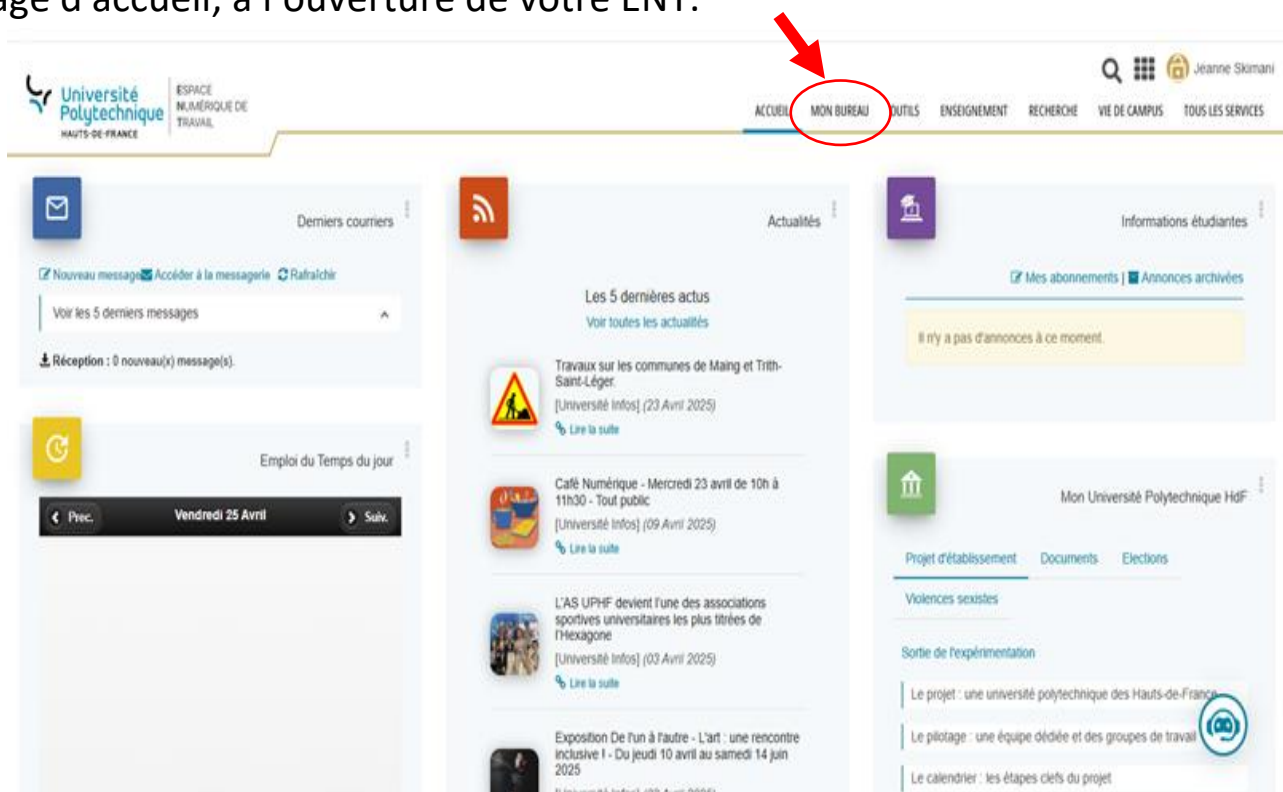 age d'accueil, à l'ouverture de votre ENT.
Université
Polytechnique
HAUTS-DE-FRANCE
ESPACE
NUMÉRIQUE DE
TRAVAIL
Jeanne Skimani
ACCUEIL MON BUREAU OUTILS ENSEIGNEMENT RECHERCHE VIE DE CAMPUS TOUS LES SERVICES
Derniers courriers
Nouveau message Accéder à la messagerie Rafraîchir
Voir les 5 derniers messages
Réception : 0 nouveau(x) message(s).
Emploi du Temps du jour
Prec. Vendredi 25 Avril Suiv.
Actualités
Les 5 dernières actus
Voir toutes les actualités
Travaux sur les communes de Maing et Trith-
Saint-Léger.
[Université Infos] (23 Avril 2025)
Lire la suite
Café Numérique - Mercredi 23 avril de 10h à
11h30 - Tout public
[Université Infos] (09 Avril 2025)
Lire la suite
L'AS UPHF devient l'une des associations
sportives universitaires les plus titrées de
l'Hexagone
[Université Infos] (03 Avril 2025)
Lire la suite
Exposition De l'un à l'autre - L'art : une rencontre
inclusive ! - Du jeudi 10 avril au samedi 14 juin
2025
Informations étudiantes
Mes abonnements | Annonces archivées
Il n'y a pas d'annonces à ce moment.
Mon Université Polytechnique HdF
Projet d'établissement Documents Elections
Violences sexistes
Sortie de l'expérimentation
Le projet : une université polytechnique des Hauts-de-France
Le pilotage : une équipe dédiée et des groupes de travail
Le calendrier : les étapes clefs du projet